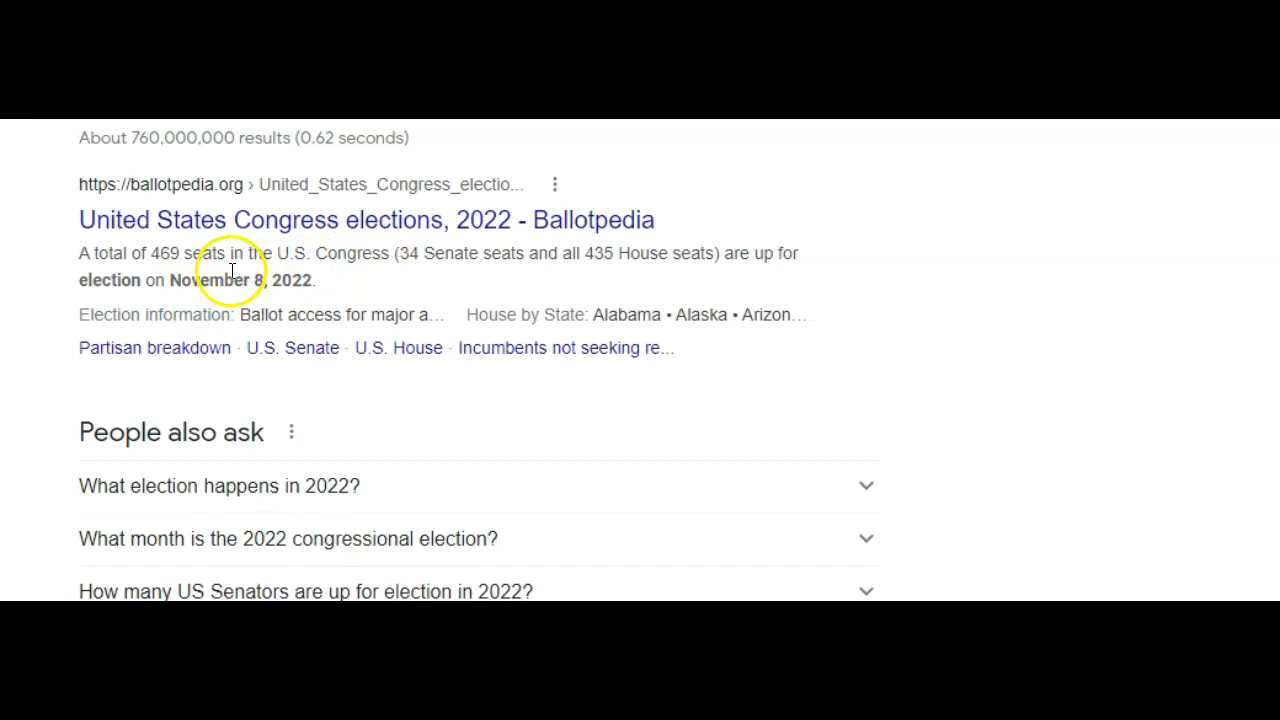 About 760,000,000 results (0.62 seconds)
https://ballotpedia.org › United_States_Congress_electio...
United States Congress elections, 2022 - Ballotpedia
A total of 469 seats in the U.S. Congress (34 Senate seats and all 435 House seats) are up for
election on November 8, 2022.
Election information: Ballot access for major a... House by State: Alabama • Alaska • Arizon...
Partisan breakdown · U.S. Senate · U.S. House · Incumbents not seeking re...
People also ask
What election happens in 2022?
What month is the 2022 congressional election?
How many US Senators are up for election in 2022?